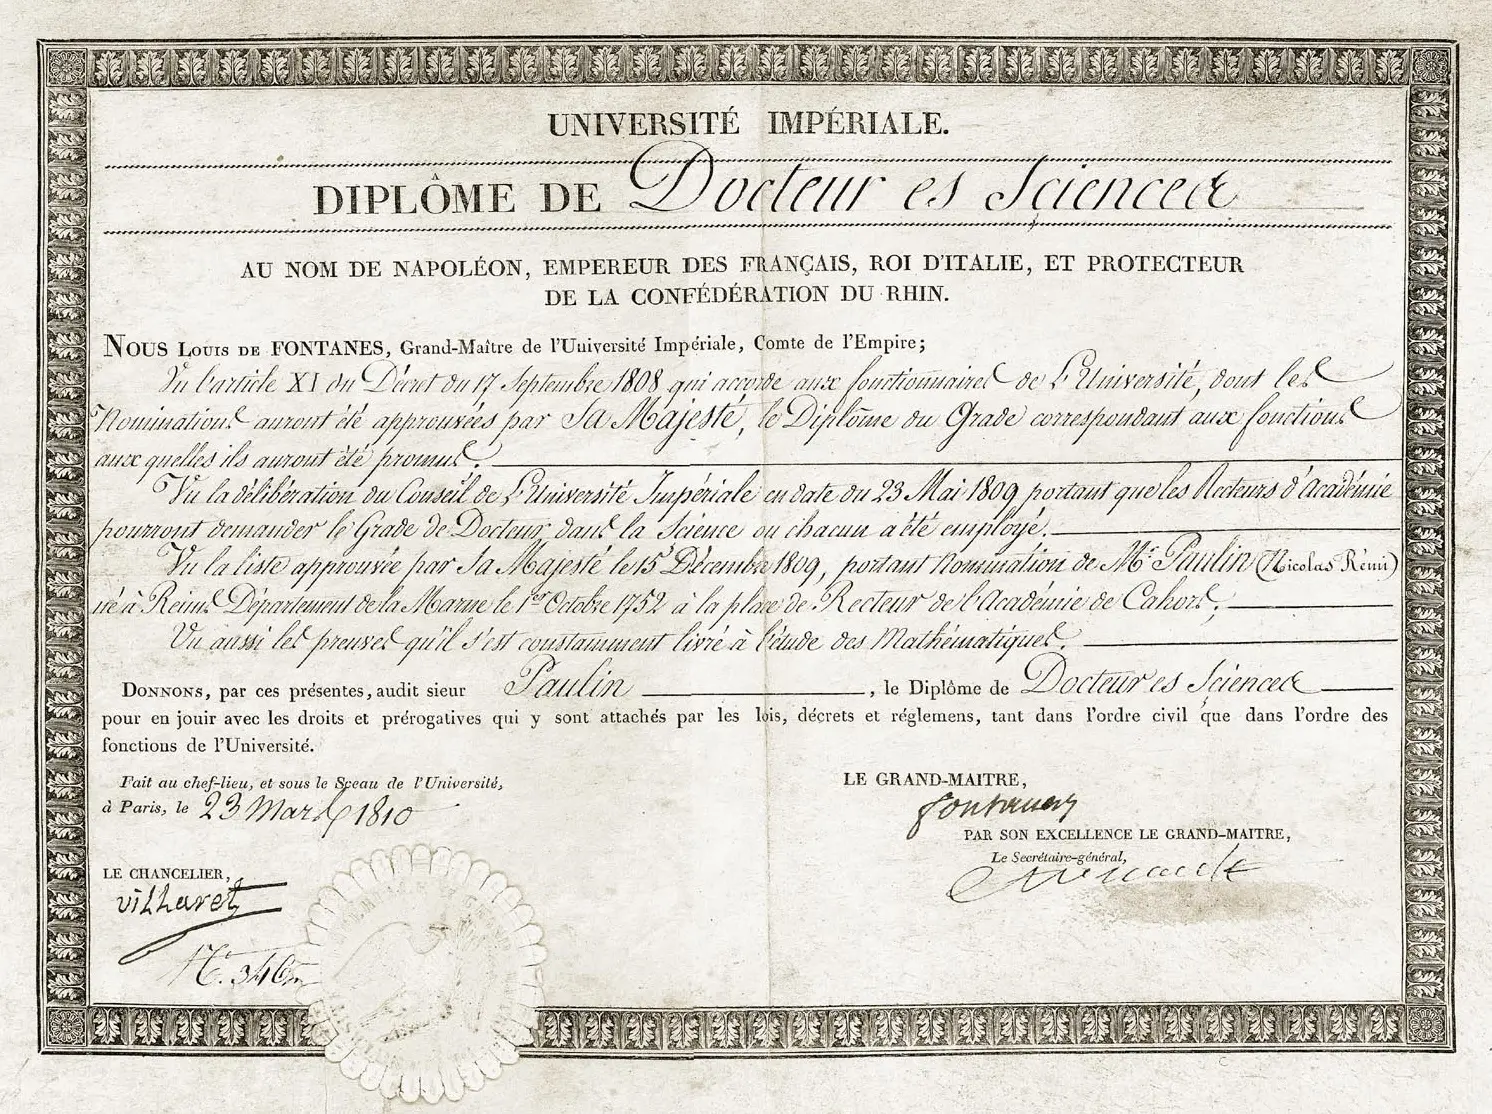 UNIVERSITÉ IMPÉRIALE.
DIPLÔME DE Docteur es Sciences
AU NOM DE NAPOLÉON, EMPEREUR DES FRANÇAIS, ROI D'ITALIE, ET PROTECTEUR
DE LA CONFÉDÉRATION DU RHIN.
NOUS LOUIS DE FONTANES, Grand-Maître de l'Université Impériale, Comte de l'Empire;
Vu l'article XI du Décret du 17 Septembre 1808 qui accorde aux fonctionnaires de L'Université, dont les
Nominations auront été approuvées par Sa Majesté, le Diplôme du Grade correspondant aux fonctions
aux quelles ils auront été promus.
Vu la délibération du Conseil de L'Université Impériale en date du 23 Mai 1809 portant que les Recteurs d'Académie
pourront demander le Grade de Docteur dans la Science ou chacun a été employé.
Vu la liste approuvée par Sa Majesté le 15 Décembre 1809, portant Nomination de Mr. Paulin (Nicolas Rémi)
né à Reims Département de la Marne le 1er Octobre 1752 à la place de Recteur de l'Académie de Cahors,
Vu aussi les preuves qu'il s'est constamment livré à l'étude des Mathématiques.
DONNONS, par ces présentes, audit sieur Paulin, le Diplôme de Docteur es Sciences
pour en jouir avec les droits et prérogatives qui y sont attachés par les lois, décrets et réglemens, tant dans l'ordre civil que dans l'ordre des
fonctions de l'Université.
Fait au chef-lieu, et sous le Sceau de l'Université,
à Paris, le 23 Mars 1810
LE GRAND-MAITRE,
Fontanes
PAR SON EXCELLENCE LE GRAND-MAITRE,
Le Secrétaire-général,
LE CHANCELIER,
Villaret